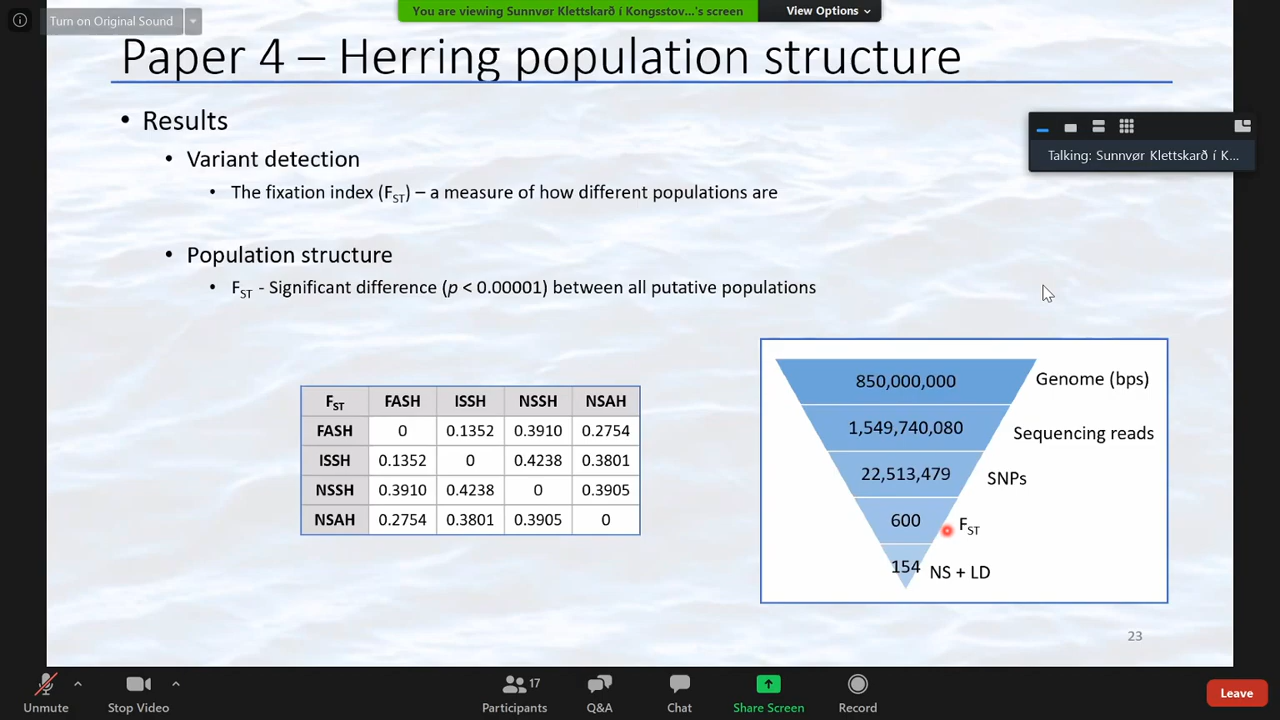 Turn on Original Sound
You are viewing Sunnvør Klettskarð í Kongsstov...'s screen
View Options
Paper 4 – Herring population structure
• Results
• Variant detection
• The fixation index (FST) – a measure of how different populations are
• Population structure
• FST - Significant difference (p < 0.00001) between all putative populations
Talking: Sunnvør Klettskarð í K...
FST FASH ISSH NSSH NSAH
FASH 0 0.1352 0.3910 0.2754
ISSH 0.1352 0 0.4238 0.3801
NSSH 0.3910 0.4238 0 0.3905
NSAH 0.2754 0.3801 0.3905 0
850,000,000 Genome (bps)
1,549,740,080 Sequencing reads
22,513,479 SNPs
600 FST
154 NS + LD
23
Unmute
Stop Video
Participants 17
Q&A
Chat
Share Screen
Record
Leave